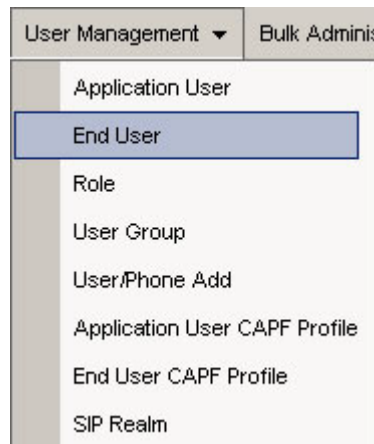 User Management Bulk Adminis
Application User
End User
Role
User Group
User/Phone Add
Application User CAPF Profile
End User CAPF Profile
SIP Realm